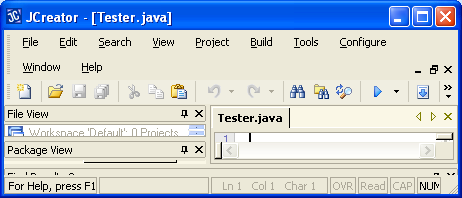 JCreator - [Tester.java]
File Edit Search View Project Build Tools Configure
Window Help
File View
Workspace 'Default': 0 Projects
Package View
Tester.java
1
For Help, press F1 Ln 1 Col 1 Char 1 OVR Read CAP NUM